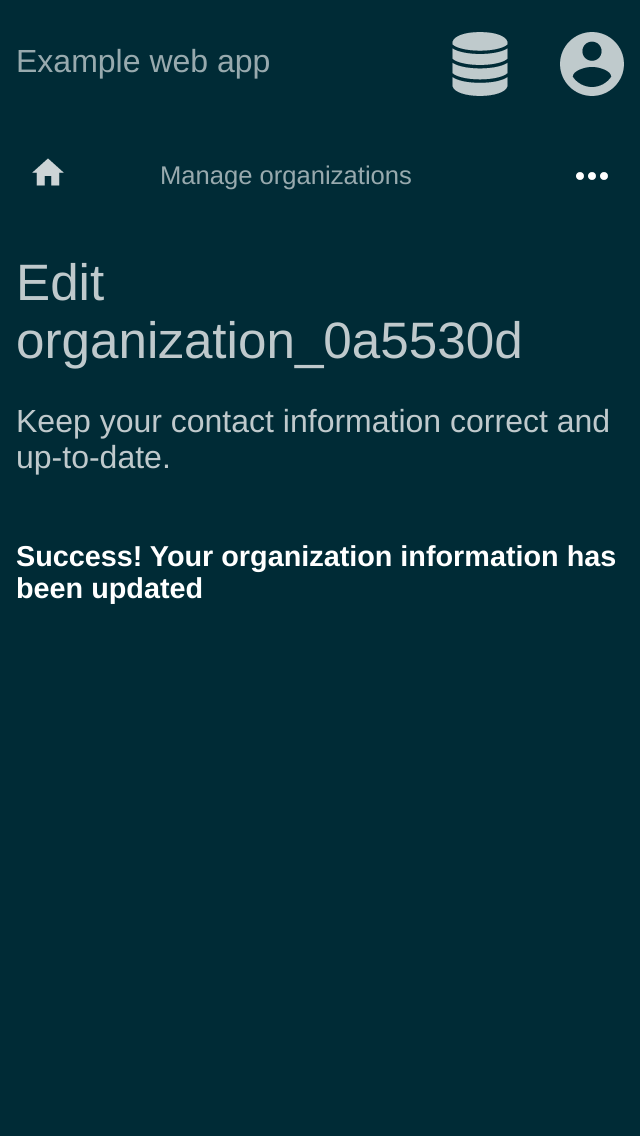 Example web app
Manage organizations
Edit
organization_0a5530d
Keep your contact information correct and
up-to-date.
Success! Your organization information has
been updated